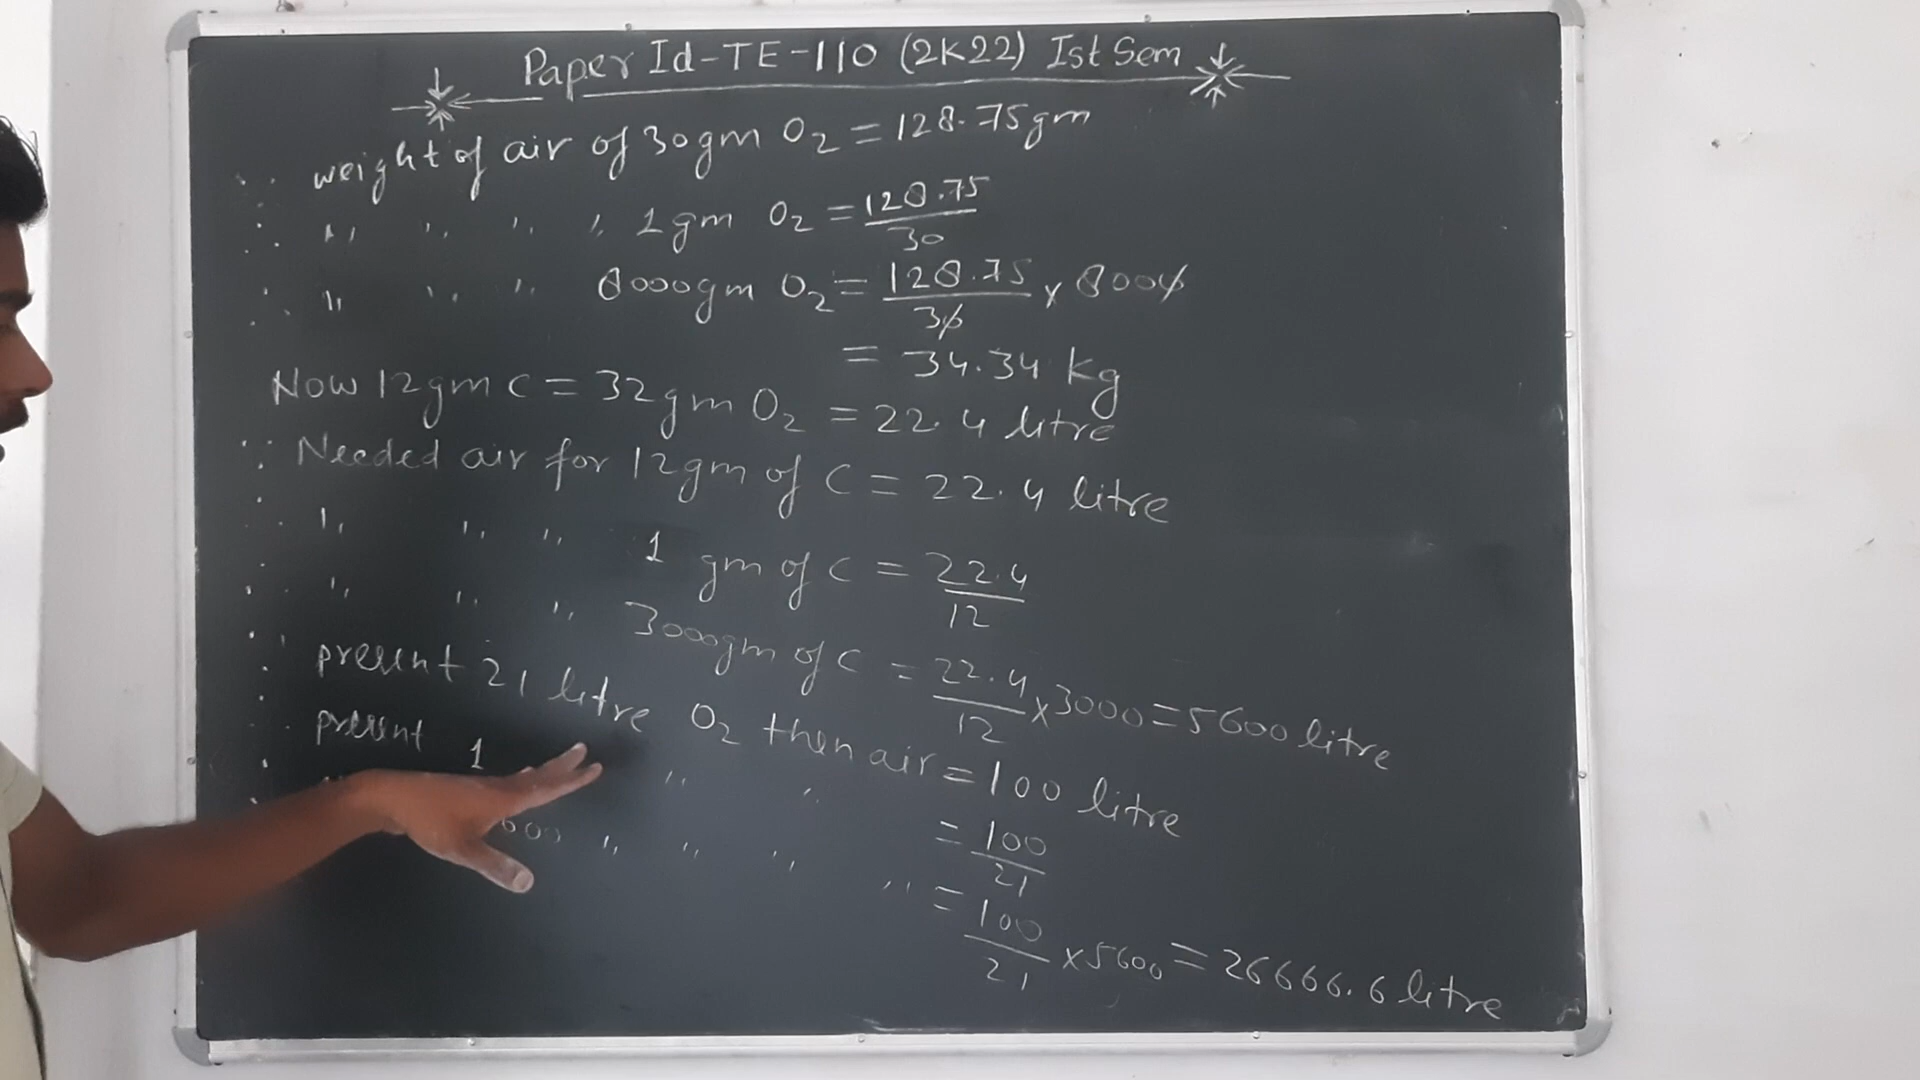 Paper Id-TE-110 (2K22) Ist Sem
∴ weight of air of 30gm O₂ = 128.75gm
∴ ,, ,, ,, ,, 1gm O₂ = 128.75/30
∴ ,, ,, ,, 8000gm O₂ = 128.75/30 × 8000
= 34.34 kg
Now 12gm C = 32gm O₂ = 22.4 litre
∴ Needed air for 12gm of C = 22.4 litre
∴ ,, ,, ,, 1 gm of C = 22.4/12
∴ ,, ,, ,, 3000gm of C = 22.4/12 × 3000 = 5600 litre
∴ present 21 litre O₂ then air = 100 litre
∴ present 1 ,, ,, = 100/21
600 ,, ,, ,, ,, = 100/21 × 5600 = 26666.6 litre